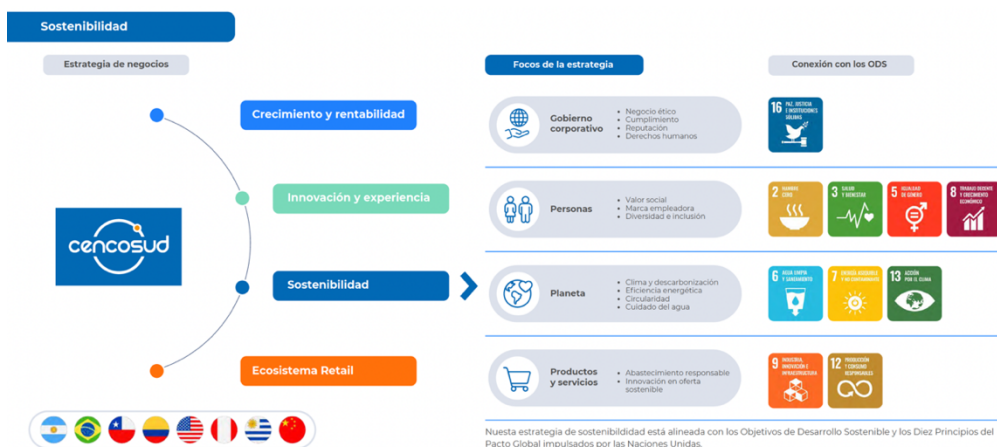 Sostenibilidad
Estrategia de negocios
Crecimiento y rentabilidad
Innovación y experiencia
cencosud
Sostenibilidad
Ecosistema Retail
Focos de la estrategia
Conexión con los ODS
Gobierno
corporativo
• Negocio ético
• Cumplimiento
• Reputación
• Derechos humanos
16 PAZ, JUSTICIA
E INSTITUCIONES
SÓLIDAS
Personas
• Valor social
• Marca empleadora
• Diversidad e inclusión
2 HAMBRE
CERO
3 SALUD
Y BIENESTAR
5 IGUALDAD
DE GÉNERO
8 TRABAJO DECENTE
Y CRECIMIENTO
ECONÓMICO
Planeta
• Clima y descarbonización
• Eficiencia energética
• Circularidad
• Cuidado del agua
6 AGUA LIMPIA
Y SANEAMIENTO
7 ENERGÍA ASEQUIBLE
Y NO CONTAMINANTE
13 ACCIÓN
POR EL CLIMA
Productos
y servicios
• Abastecimiento responsable
• Innovación en oferta
sostenible
9 INDUSTRIA,
INNOVACIÓN E
INFRAESTRUCTURA
12 PRODUCCIÓN
Y CONSUMO
RESPONSABLES
Nuesta estrategia de sostenibildidad está alineada con los Objetivos de Desarrollo Sostenible y los Diez Principios del
Pacto Global impulsados por las Naciones Unidas.